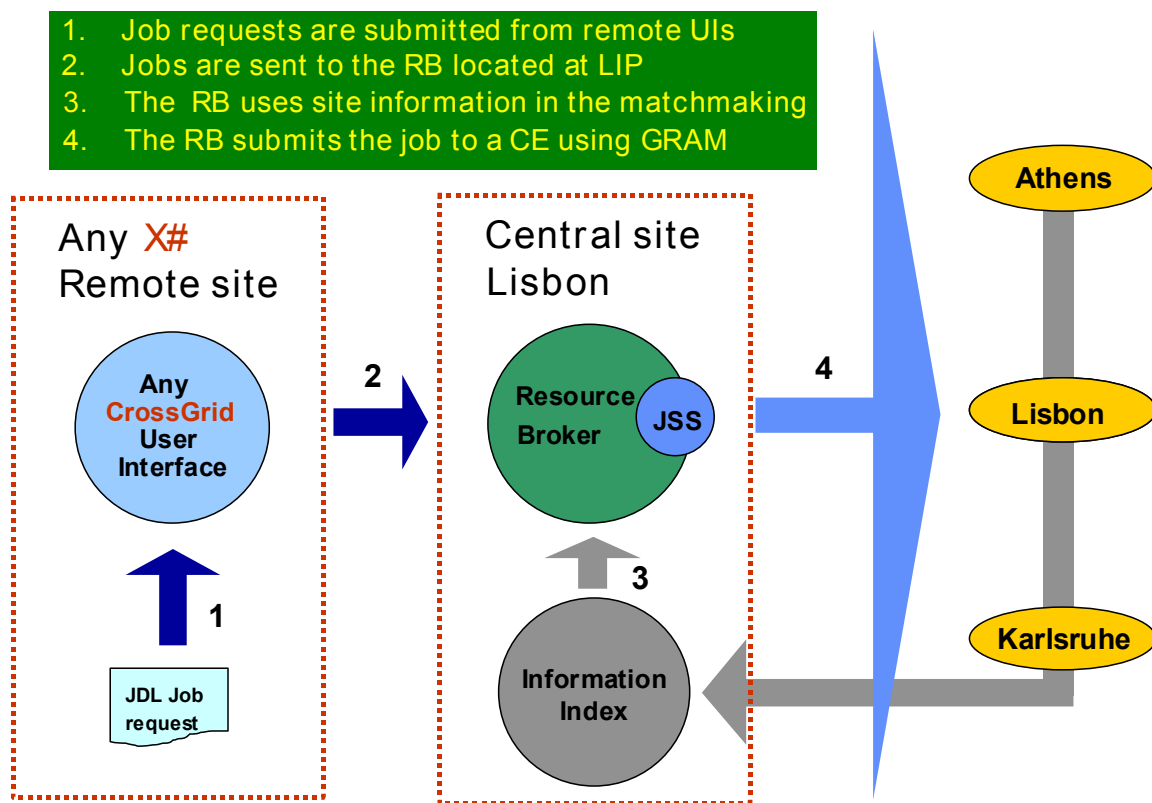 1. Job requests are submitted from remote UIs
2. Jobs are sent to the RB located at LIP
3. The RB uses site information in the matchmaking
4. The RB submits the job to a CE using GRAM
Any X#
Remote site
Any
CrossGrid
User
Interface
1
JDL Job
request
2
Central site
Lisbon
Resource
Broker
JSS
3
Information
Index
4
Athens
Lisbon
Karlsruhe